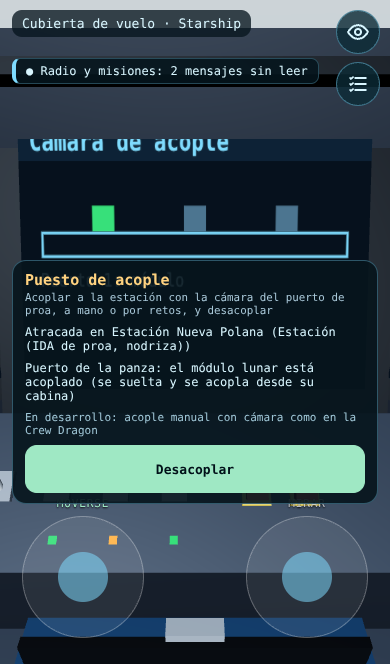 Cubierta de vuelo · Starship
● Radio y misiones: 2 mensajes sin leer
Cámara de acople
Puesto de acople
Acoplar a la estación con la cámara del puerto de
proa, a mano o por retos, y desacoplar
Atracada en Estación Nueva Polana (Estación
(IDA de proa, nodriza))
Puerto de la panza: el módulo lunar está
acoplado (se suelta y se acopla desde su
cabina)
En desarrollo: acople manual con cámara como en la
Crew Dragon
Desacoplar
MOVERSE
MIRAR